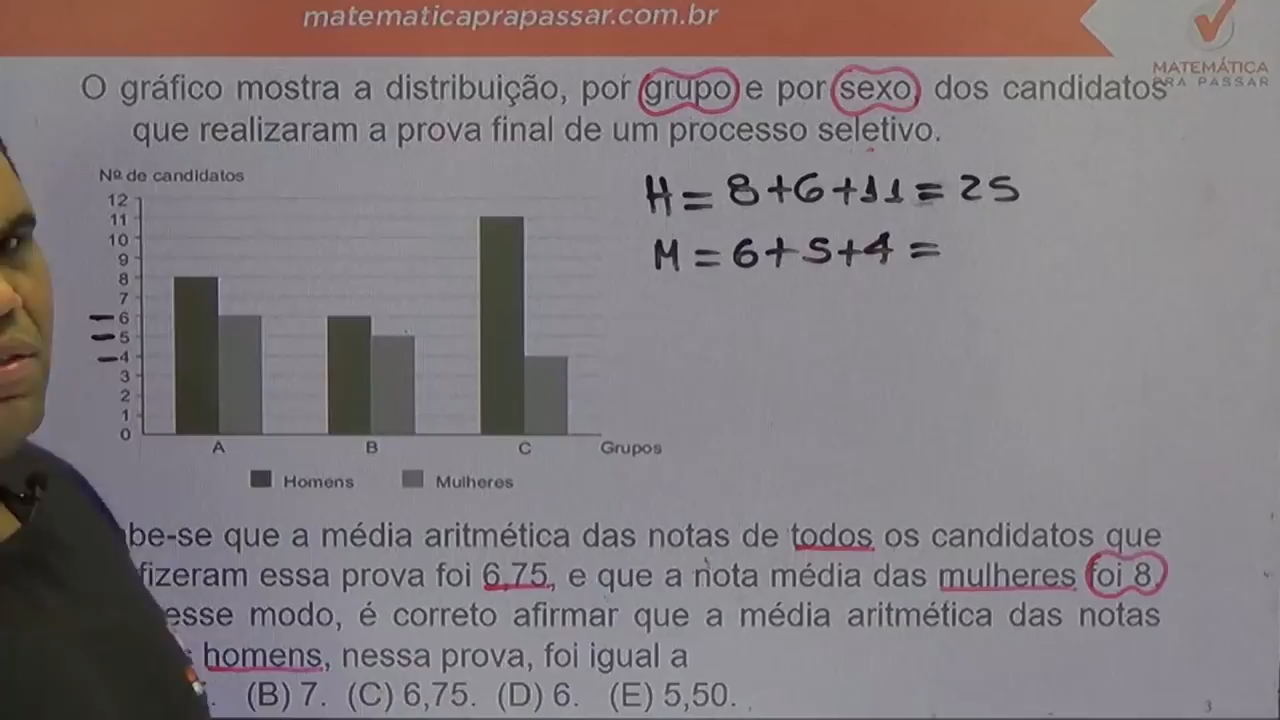 matematicaprapassar.com.br
MATEMÁTICA
PRA PASSAR
O gráfico mostra a distribuição, por grupo e por sexo, dos candidatos
que realizaram a prova final de um processo seletivo.
Nº de candidatos
12
11
10
9
8
7
6
5
4
3
2
1
0
A B C Grupos
Homens Mulheres
H = 8+6+11 = 25
M = 6+5+4 =
be-se que a média aritmética das notas de todos os candidatos que
fizeram essa prova foi 6,75, e que a nota média das mulheres foi 8.
esse modo, é correto afirmar que a média aritmética das notas
homens, nessa prova, foi igual a
(B) 7. (C) 6,75. (D) 6. (E) 5,50.
3